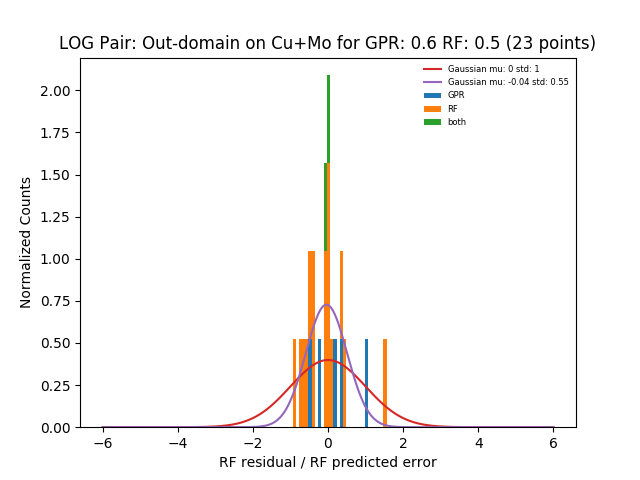 LOG Pair: Out-domain on Cu+Mo for GPR: 0.6 RF: 0.5 (23 points)
Gaussian mu: 0 std: 1
Gaussian mu: -0.04 std: 0.55
GPR
RF
both
Normalized Counts
2.00
1.75
1.50
1.25
1.00
0.75
0.50
0.25
0.00
−6
−4
−2
0
2
4
6
RF residual / RF predicted error